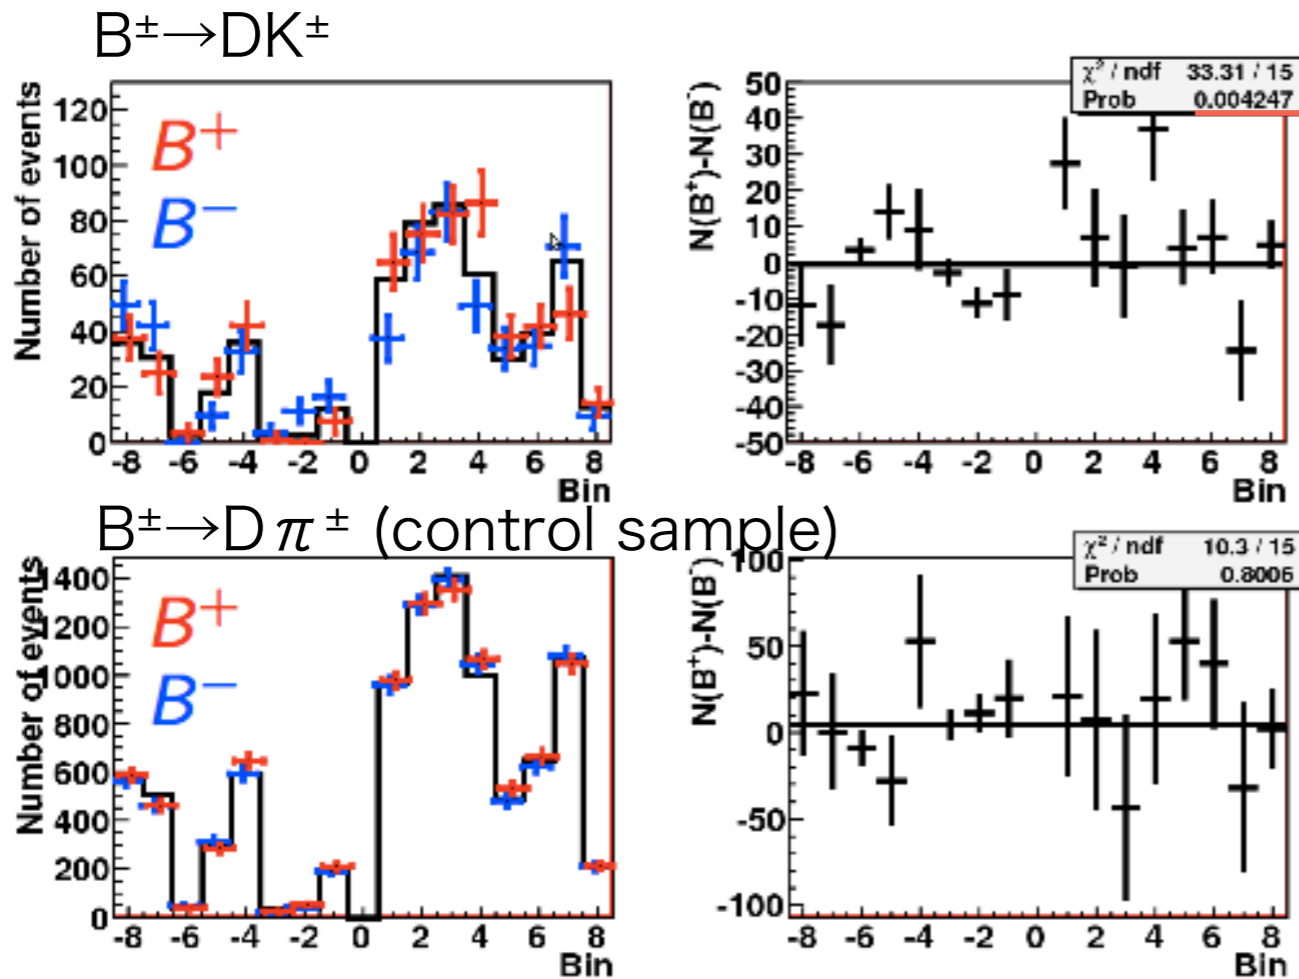 B±→DK±
Number of events
120
100
80
60
40
20
0
B+
B−
-8 -6 -4 -2 0 2 4 6 8
Bin
N(B+)-N(B-)
χ² / ndf 33.31 / 15
Prob 0.004247
50
40
30
20
10
0
-10
-20
-30
-40
-50
-8 -6 -4 -2 0 2 4 6 8
Bin
B±→Dπ± (control sample)
Number of events
1400
1200
1000
800
600
400
200
0
B+
B−
-8 -6 -4 -2 0 2 4 6 8
Bin
N(B+)-N(B-)
χ² / ndf 10.3 / 15
Prob 0.8006
100
50
0
-50
-100
-8 -6 -4 -2 0 2 4 6 8
Bin